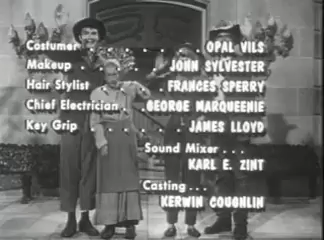 Costumer . . . . . . . . OPAL VILS
Makeup . . . . . . . JOHN SYLVESTER
Hair Stylist . . . . . FRANCES SPERRY
Chief Electrician . . GEORGE MARQUEENIE
Key Grip . . . . . . . JAMES LLOYD
Sound Mixer . . .
KARL E. ZINT
Casting . . .
KERWIN COUGHLIN